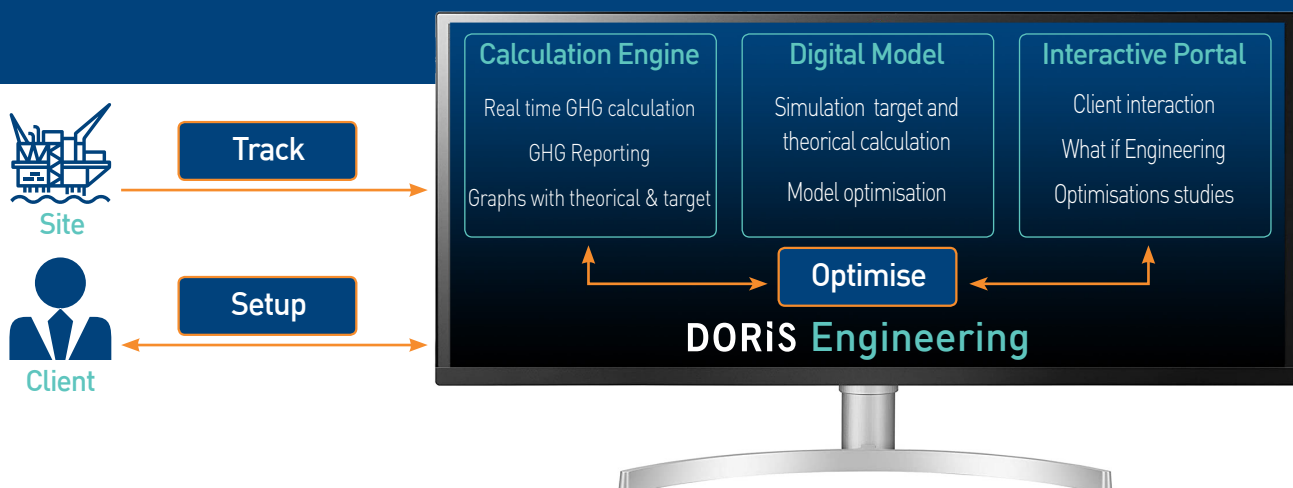 Track
Site
Setup
Client
Calculation Engine
Real time GHG calculation
GHG Reporting
Graphs with theorical & target
Digital Model
Simulation target and
theorical calculation
Model optimisation
Interactive Portal
Client interaction
What if Engineering
Optimisations studies
Optimise
DORiS Engineering